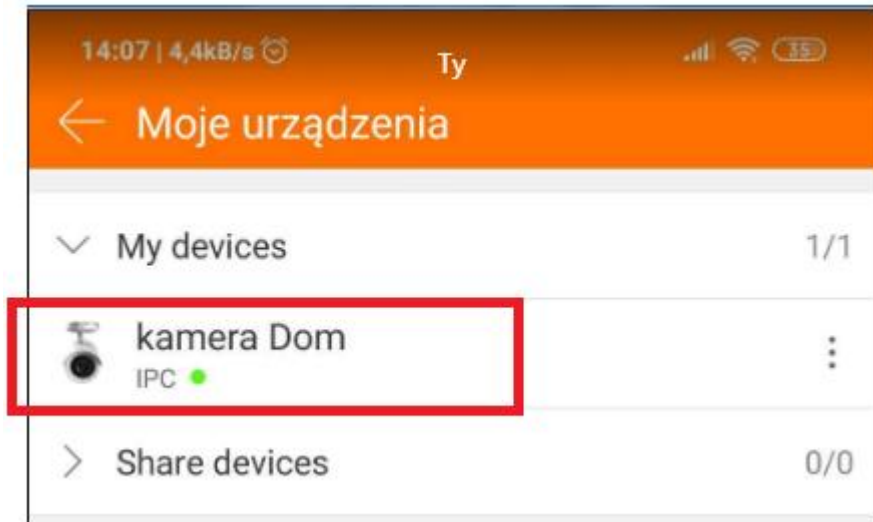 14:07 | 4,4kB/s
35
Ty
Moje urządzenia
My devices 1/1
kamera Dom
IPC
Share devices 0/0